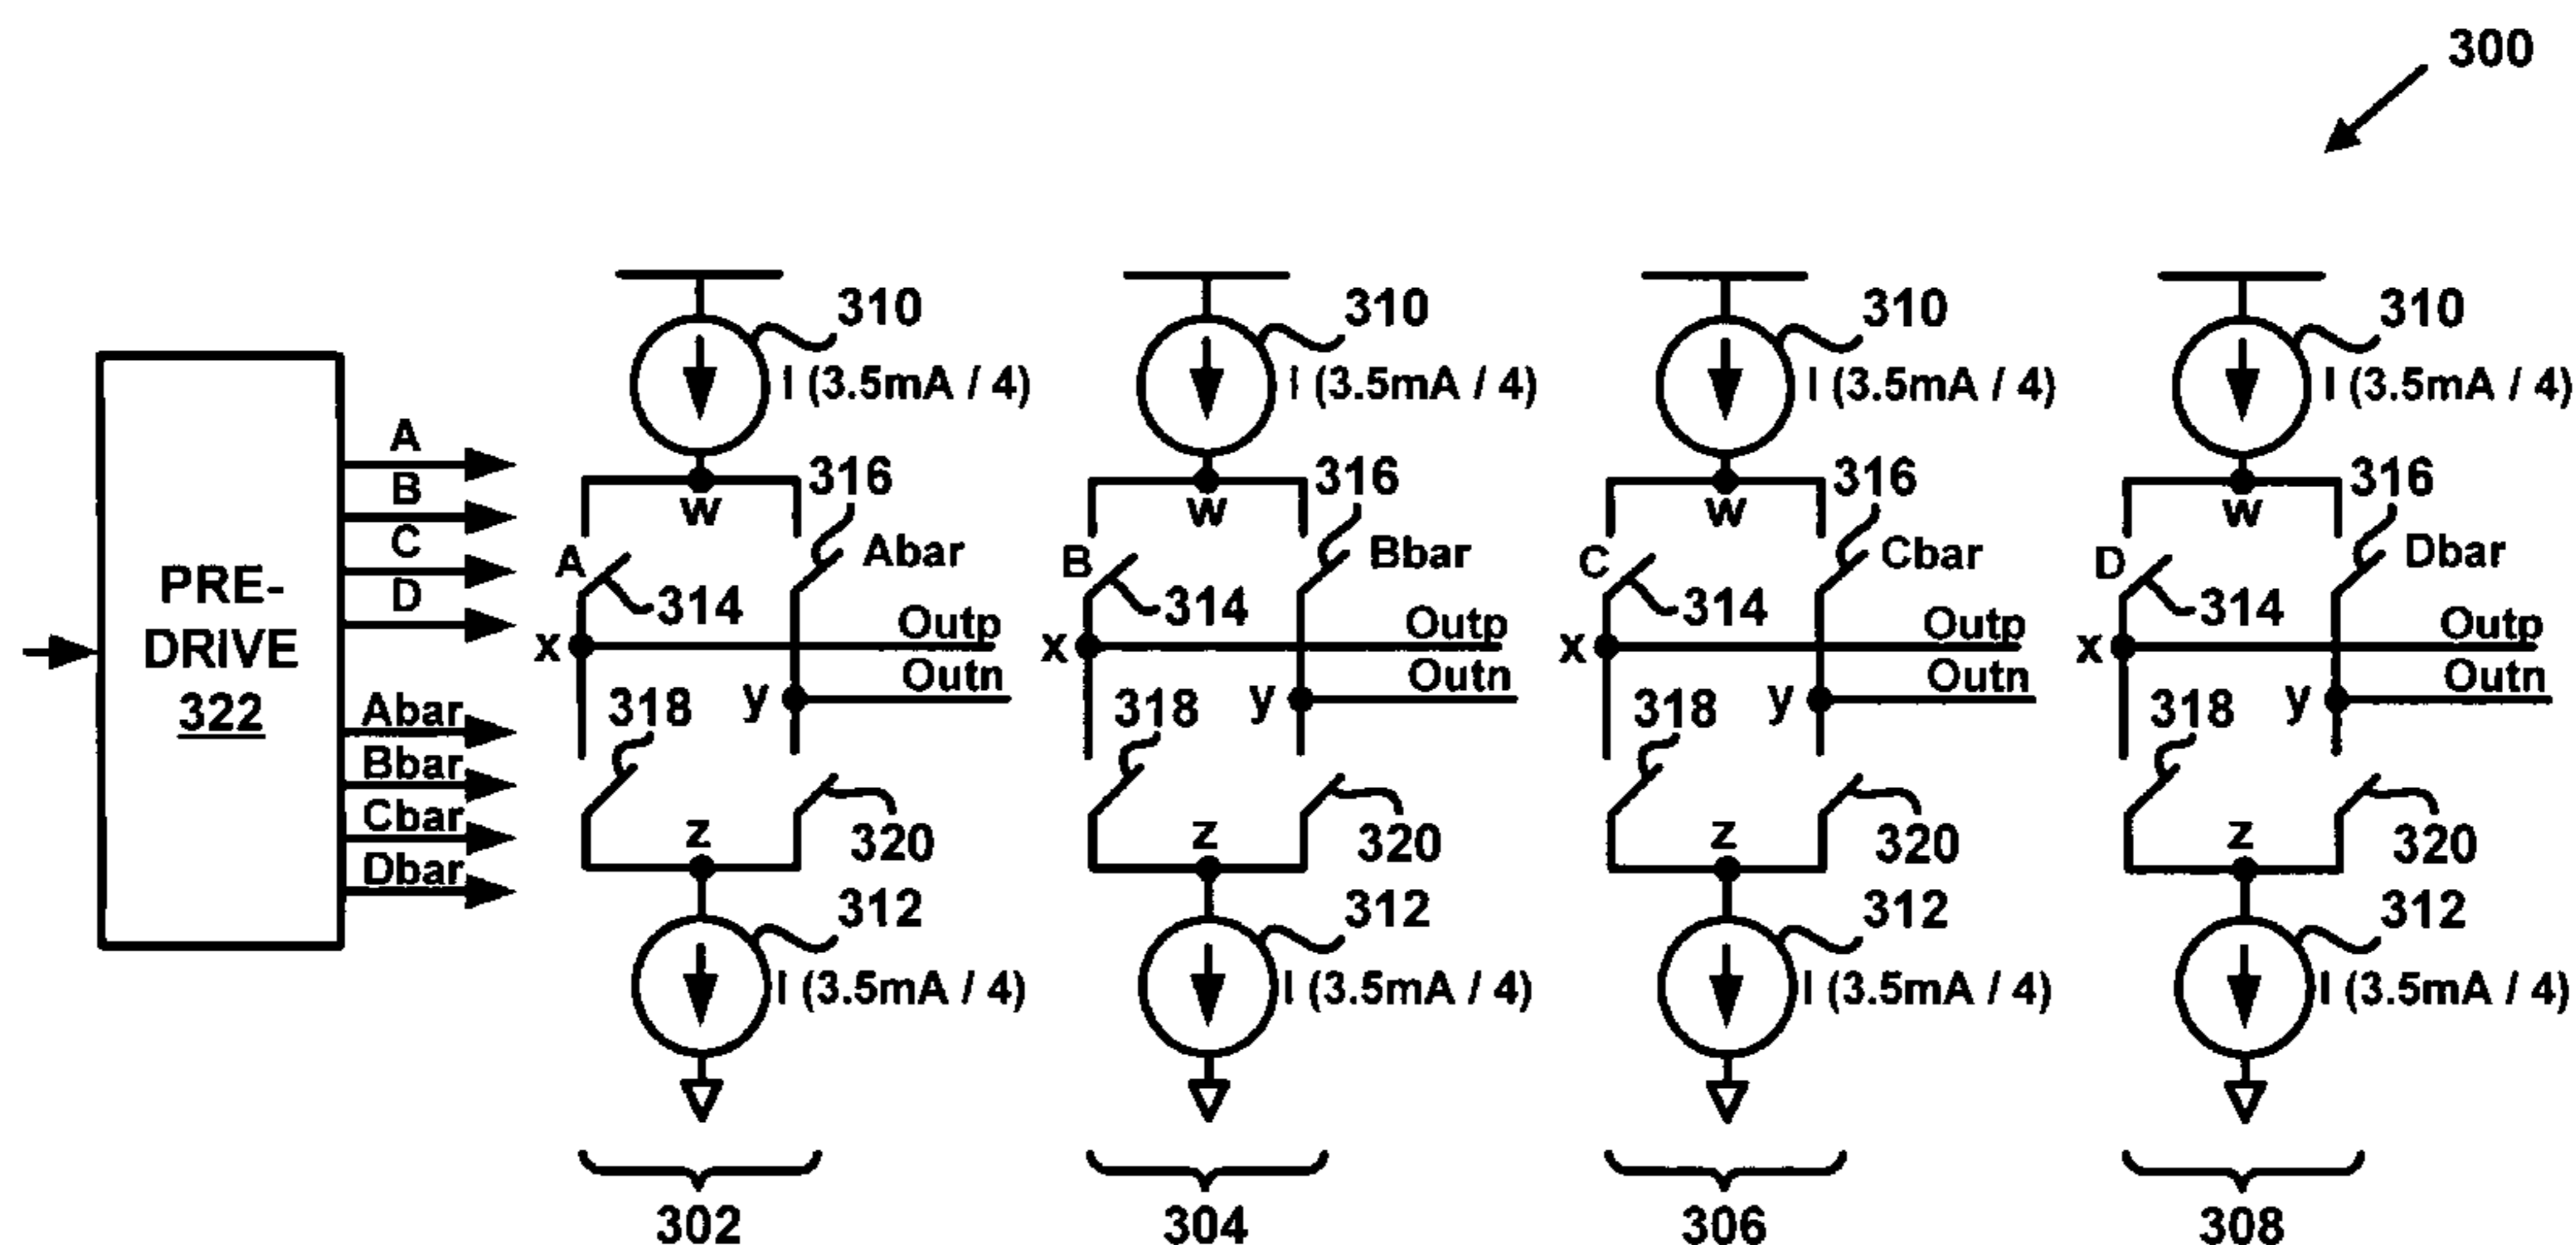 300
310 310 310 310
I (3.5mA / 4) I (3.5mA / 4) I (3.5mA / 4) I (3.5mA / 4)
A
B
C
D
PRE-
DRIVE
322
Abar
Bbar
Cbar
Dbar
316 316 316 316
w w w w
A Abar B Bbar C Cbar D Dbar
314 314 314 314
x Outp x Outp x Outp x Outp
y Outn y Outn y Outn y Outn
318 318 318 318
z z z z
320 320 320 320
312 312 312 312
I (3.5mA / 4) I (3.5mA / 4) I (3.5mA / 4) I (3.5mA / 4)
302 304 306 308